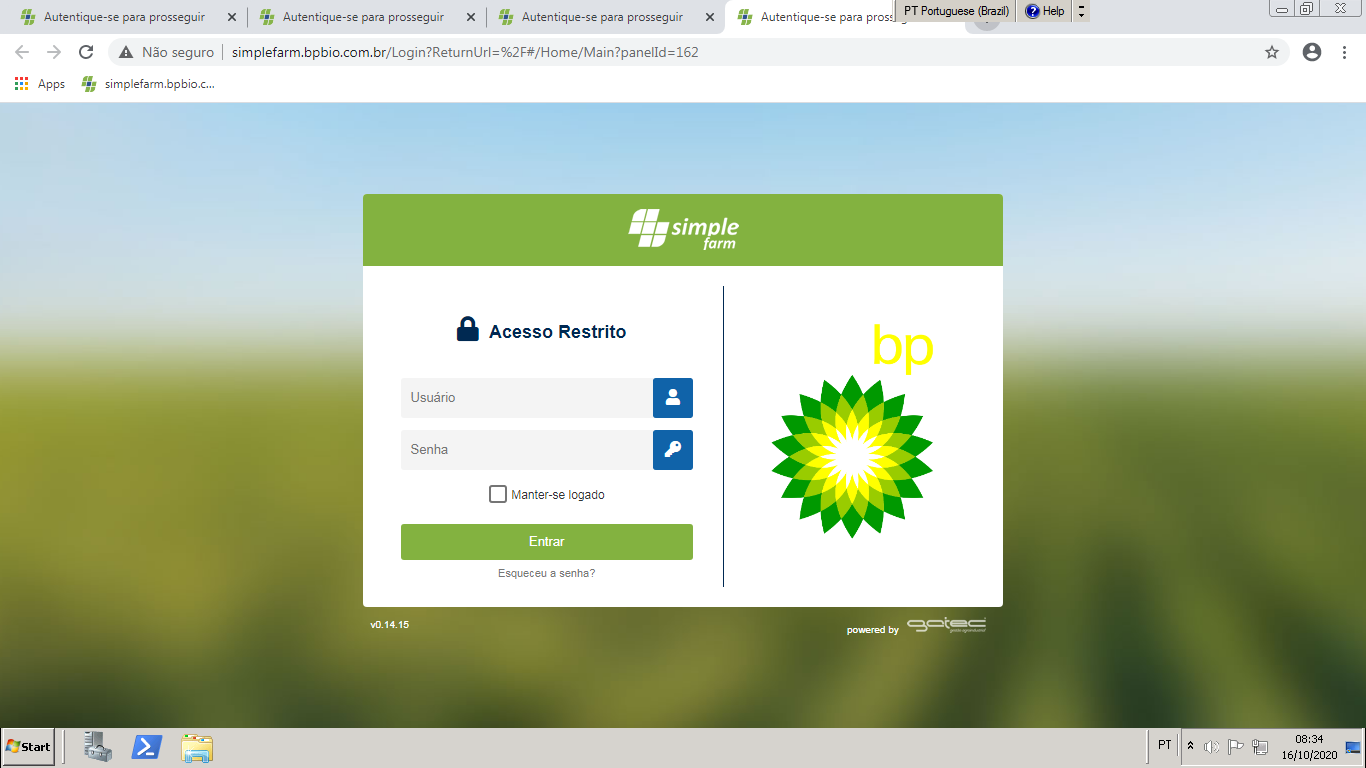 Autentique-se para prosseguir
Autentique-se para prosseguir
Autentique-se para prosseguir
Autentique-se para pross
PT Portuguese (Brazil)
Help
Não seguro
simplefarm.bpbio.com.br/Login?ReturnUrl=%2F#/Home/Main?panelId=162
Apps
simplefarm.bpbio.c...
simple
farm
Acesso Restrito
bp
Usuário
Senha
Manter-se logado
Entrar
Esqueceu a senha?
v0.14.15
powered by
gatec
Start
PT
08:34
16/10/2020